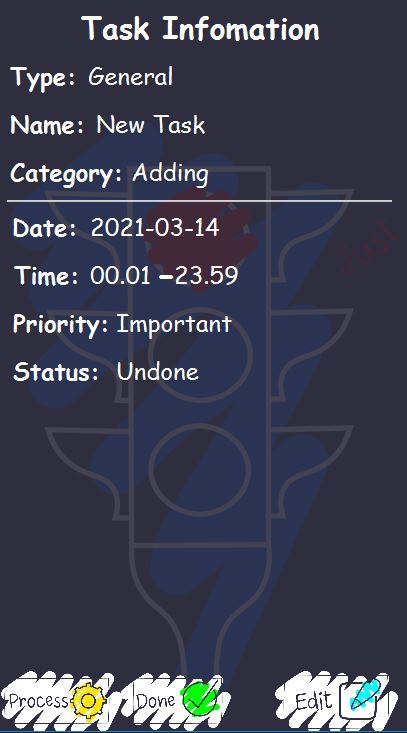 Task Infomation
Type: General
Name: New Task
Category: Adding
Just
Date: 2021-03-14
Time: 00.01 -23.59
Priority: Important
Status: Undone
Process Done Edit